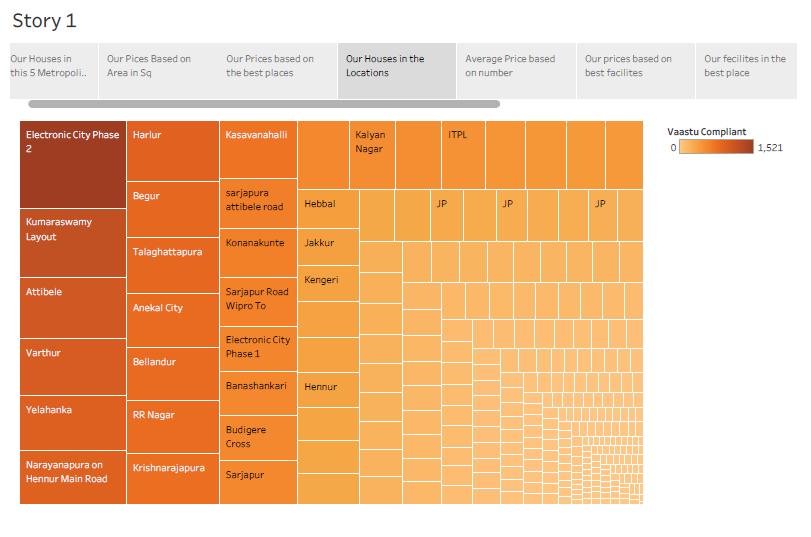 Story 1
Our Houses in
this 5 Metropoli..
Our Pices Based on
Area in Sq
Our Prices based on
the best places
Our Houses in the
Locations
Average Price based
on number
Our prices based on
best facilites
Our fecilites in the
best place
Electronic City Phase
2
Kumaraswamy
Layout
Attibele
Varthur
Yelahanka
Narayanapura on
Hennur Main Road
Harlur
Begur
Talaghattapura
Anekal City
Bellandur
RR Nagar
Krishnarajapura
Kasavanahalli
sarjapura
attibele road
Konanakunte
Sarjapur Road
Wipro To
Electronic City
Phase 1
Banashankari
Budigere
Cross
Sarjapur
Hebbal
Jakkur
Kengeri
Hennur
Kalyan
Nagar
ITPL
JP
JP
JP
Vaastu Compliant
0
1,521